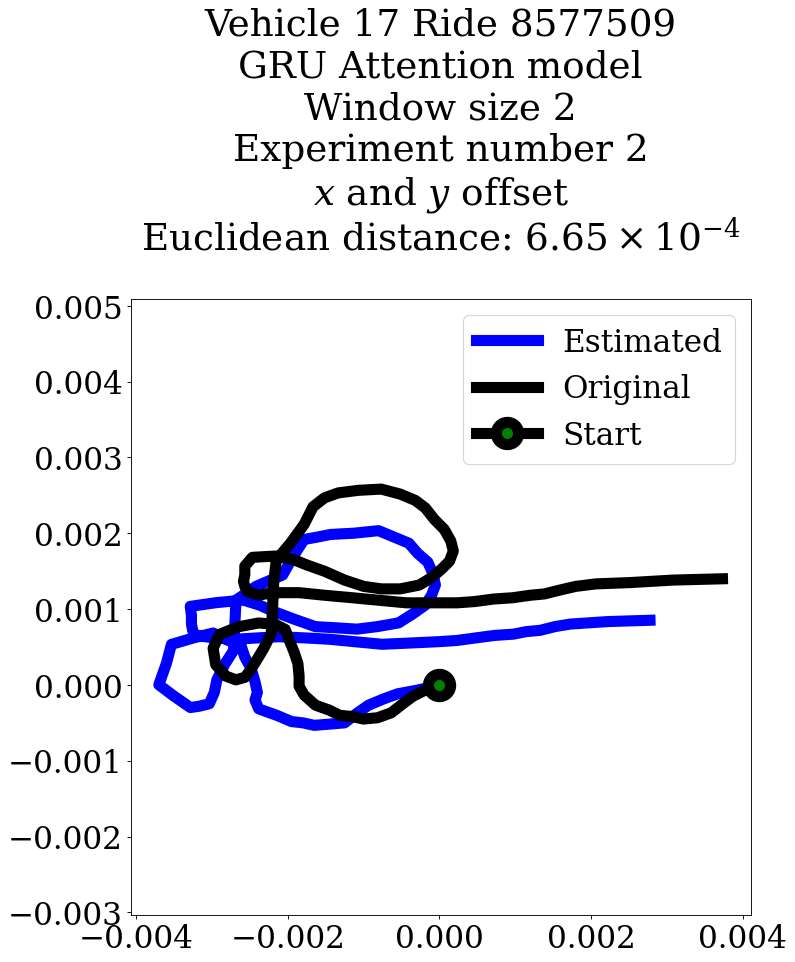 Vehicle 17 Ride 8577509
GRU Attention model
Window size 2
Experiment number 2
x and y offset
Euclidean distance: 6.65 × 10⁻⁴
Estimated
Original
Start
0.005
0.004
0.003
0.002
0.001
0.000
−0.001
−0.002
−0.003
−0.004 −0.002 0.000 0.002 0.004